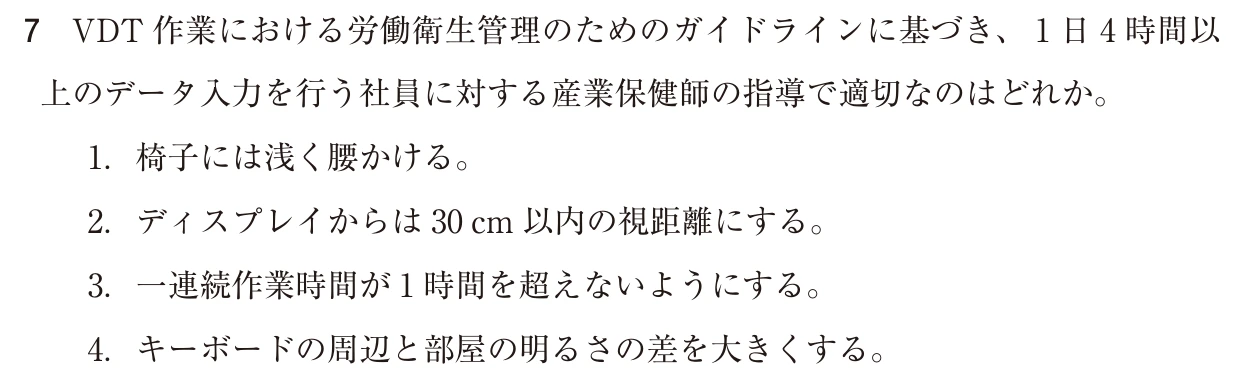 7 VDT 作業における労働衛生管理のためのガイドラインに基づき、1 日 4 時間以
上のデータ入力を行う社員に対する産業保健師の指導で適切なのはどれか。
1. 椅子には浅く腰かける。
2. ディスプレイからは 30 cm 以内の視距離にする。
3. 一連続作業時間が 1 時間を超えないようにする。
4. キーボードの周辺と部屋の明るさの差を大きくする。